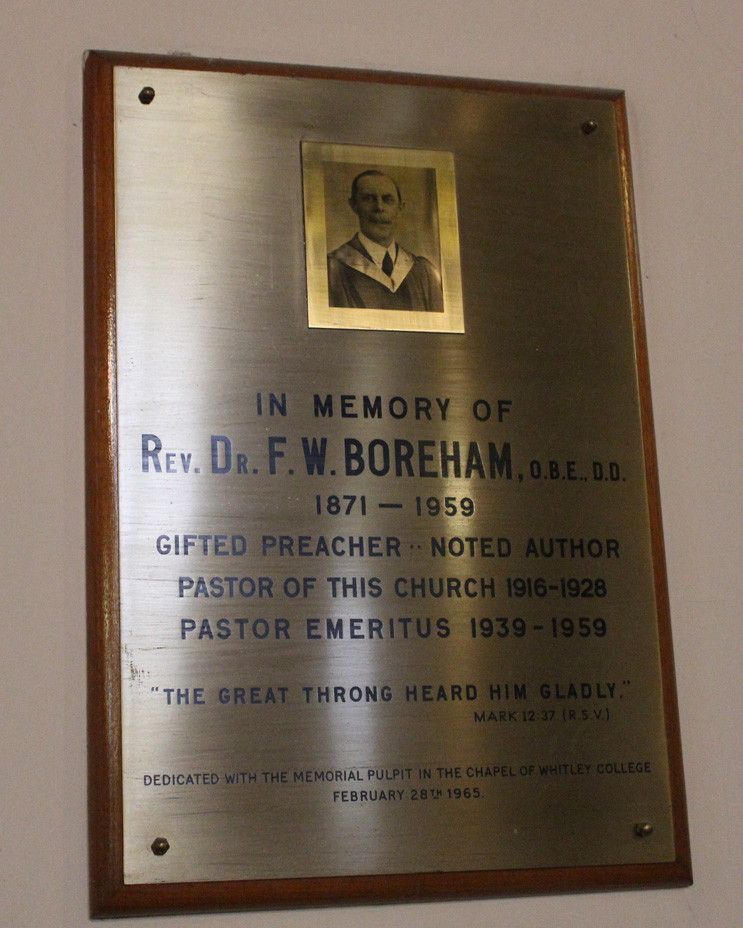 IN MEMORY OF
REV. DR. F. W. BOREHAM, O.B.E., D.D.
1871 — 1959
GIFTED PREACHER ·· NOTED AUTHOR
PASTOR OF THIS CHURCH 1916-1928
PASTOR EMERITUS 1939-1959
"THE GREAT THRONG HEARD HIM GLADLY."
MARK 12:37 (R.S.V.)
DEDICATED WITH THE MEMORIAL PULPIT IN THE CHAPEL OF WHITLEY COLLEGE
FEBRUARY 28TH 1965.